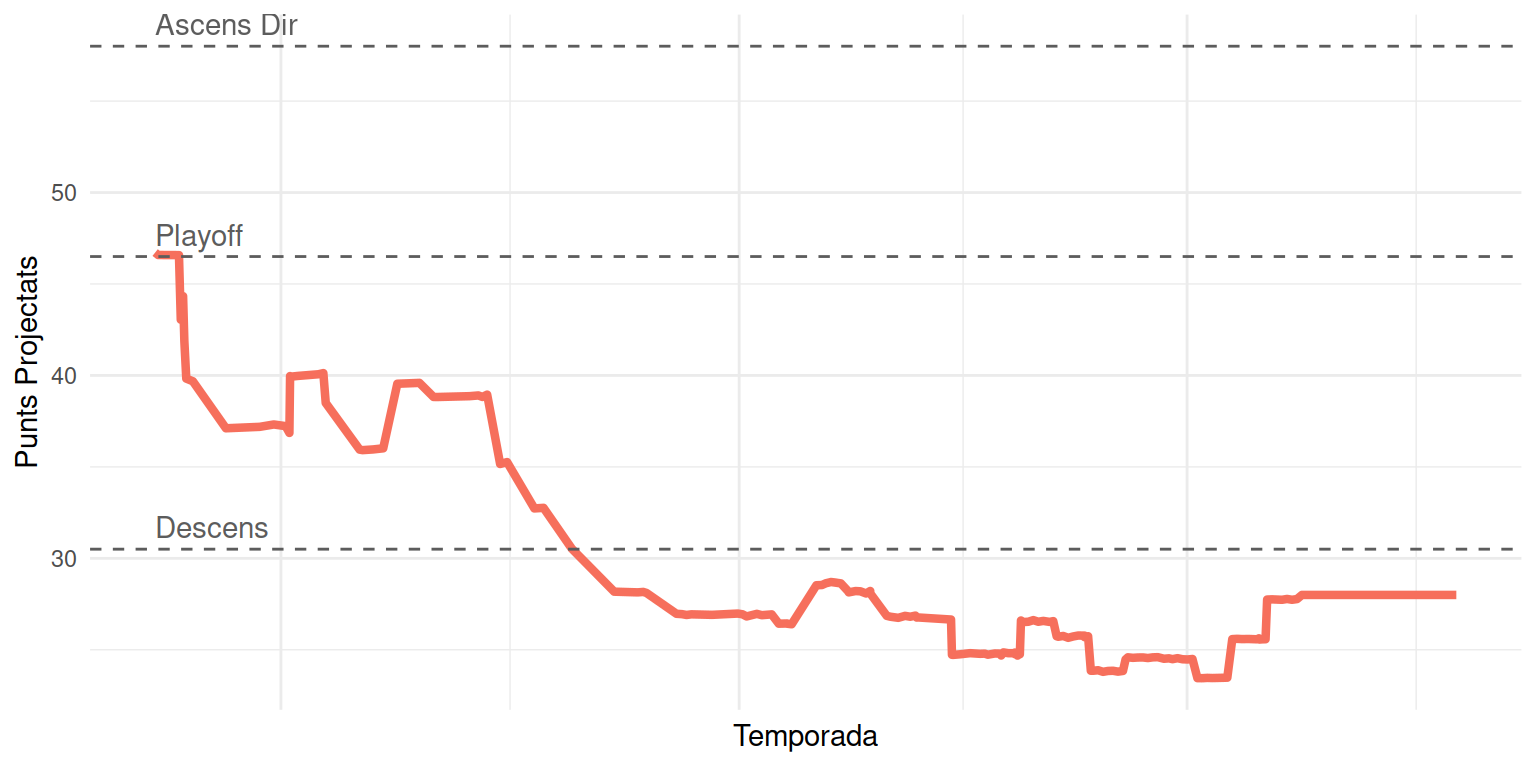 Ascens Dir
50
Playoff
40
Descens
30
Punts Projectats
Temporada